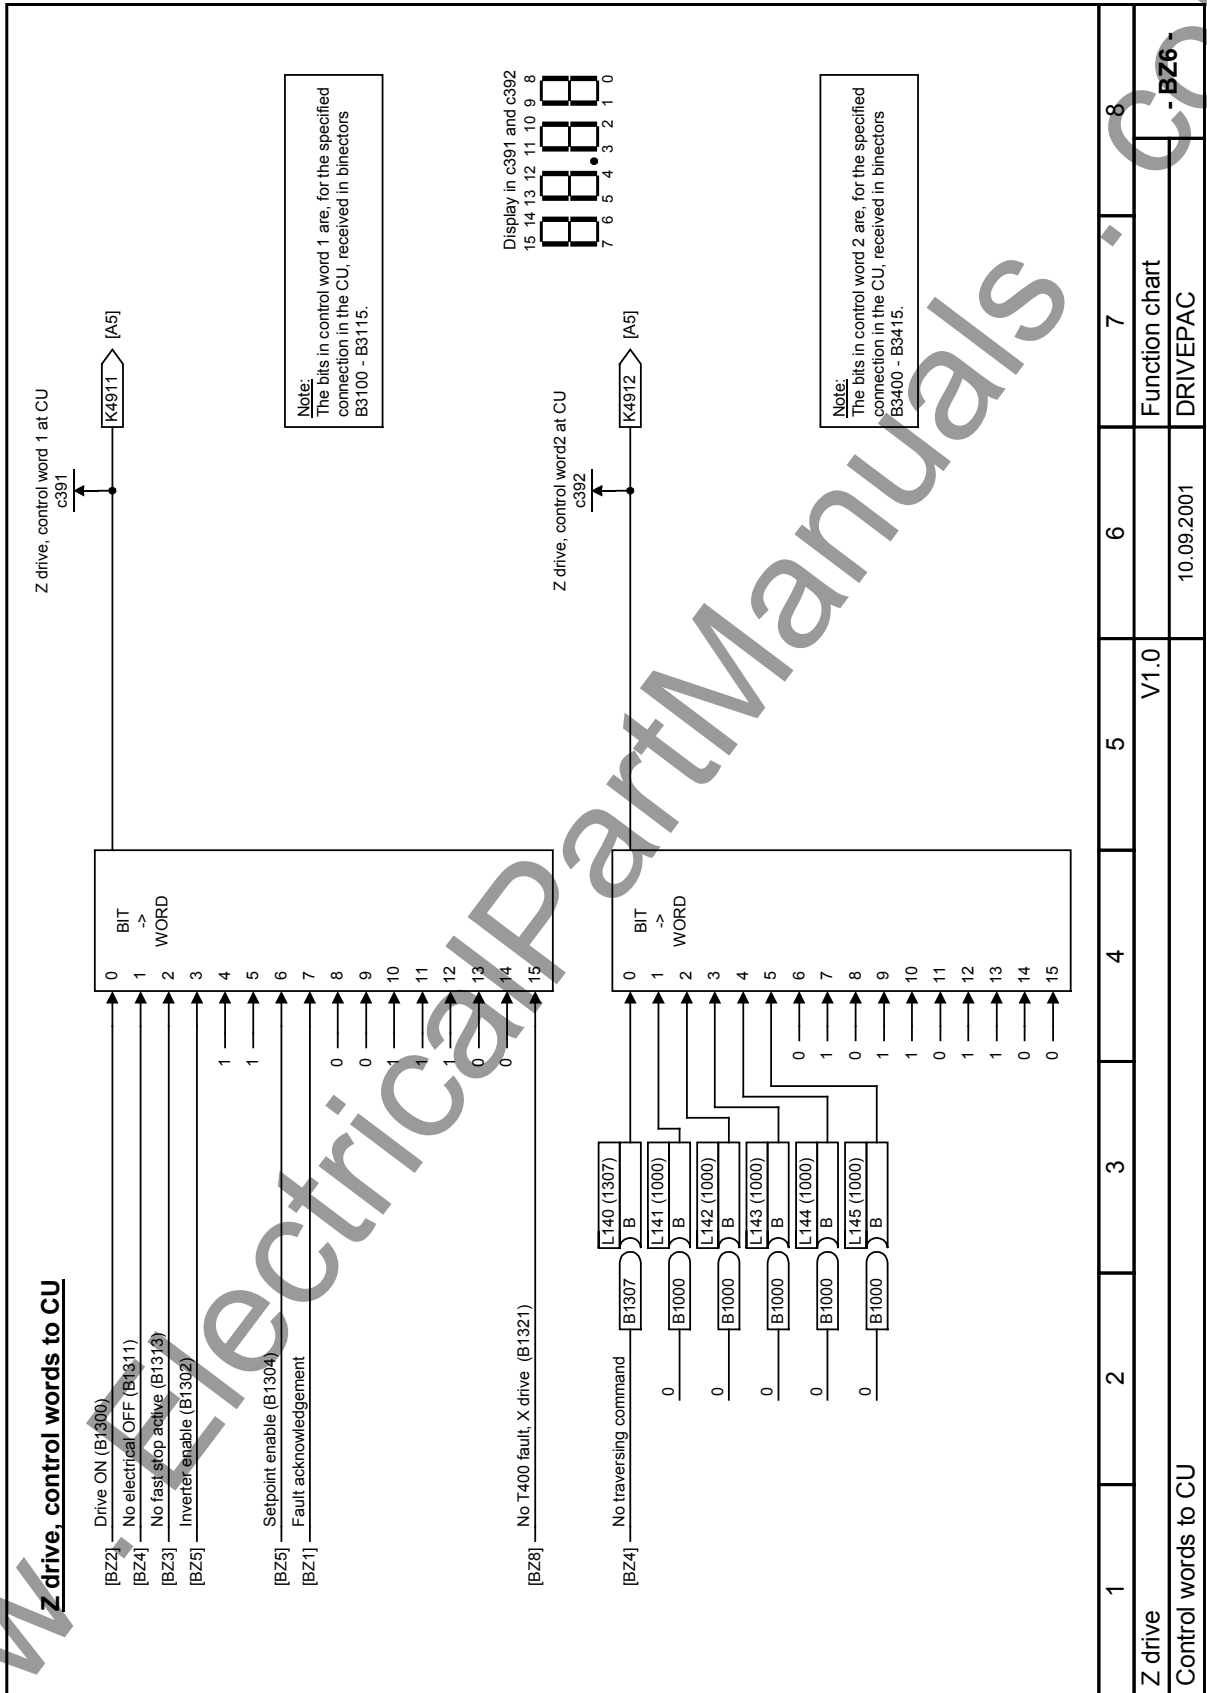 Z drive, control words to CU
[BZ2] Drive ON (B1300)
[BZ4] No electrical OFF (B1311)
[BZ3] No fast stop active (B1313)
[BZ5] Inverter enable (B1302)
1
1
[BZ5] Setpoint enable (B1304)
[BZ1] Fault acknowledgement
0
0
1
1
1
0
0
[BZ8] No T400 fault, X drive (B1321)
0
1
2
3
4
5
6
7
8
9
10
11
12
13
14
15
BIT
->
WORD
Z drive, control word 1 at CU
c391
K4911 [A5]
Note:
The bits in control word 1 are, for the specified
connection in the CU, received in binectors
B3100 - B3115.
Display in c391 and c392
15 14 13 12 11 10 9 8
7 6 5 4 3 2 1 0
[BZ4] No traversing command B1307 B L140 (1307)
0 B1000 B L141 (1000)
0 B1000 B L142 (1000)
0 B1000 B L143 (1000)
0 B1000 B L144 (1000)
0 B1000 B L145 (1000)
0
1
0
1
1
0
1
1
0
0
0
1
2
3
4
5
6
7
8
9
10
11
12
13
14
15
BIT
->
WORD
Z drive, control word2 at CU
c392
K4912 [A5]
Note:
The bits in control word 2 are, for the specified
connection in the CU, received in binectors
B3400 - B3415.
1 2 3 4 5 6 7 8
Z drive V1.0 Function chart
- BZ6 -
Control words to CU 10.09.2001 DRIVEPAC
w . ElectricalPartManuals . co